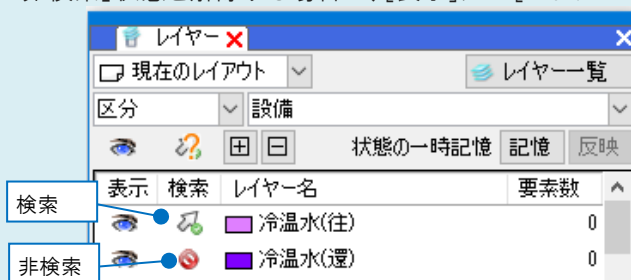 レイヤー
現在のレイアウト レイヤー一覧
区分 設備
状態の一時記憶 記憶 反映
表示 検索 レイヤー名 要素数
検索
冷温水(往) 0
非検索
冷温水(還) 0